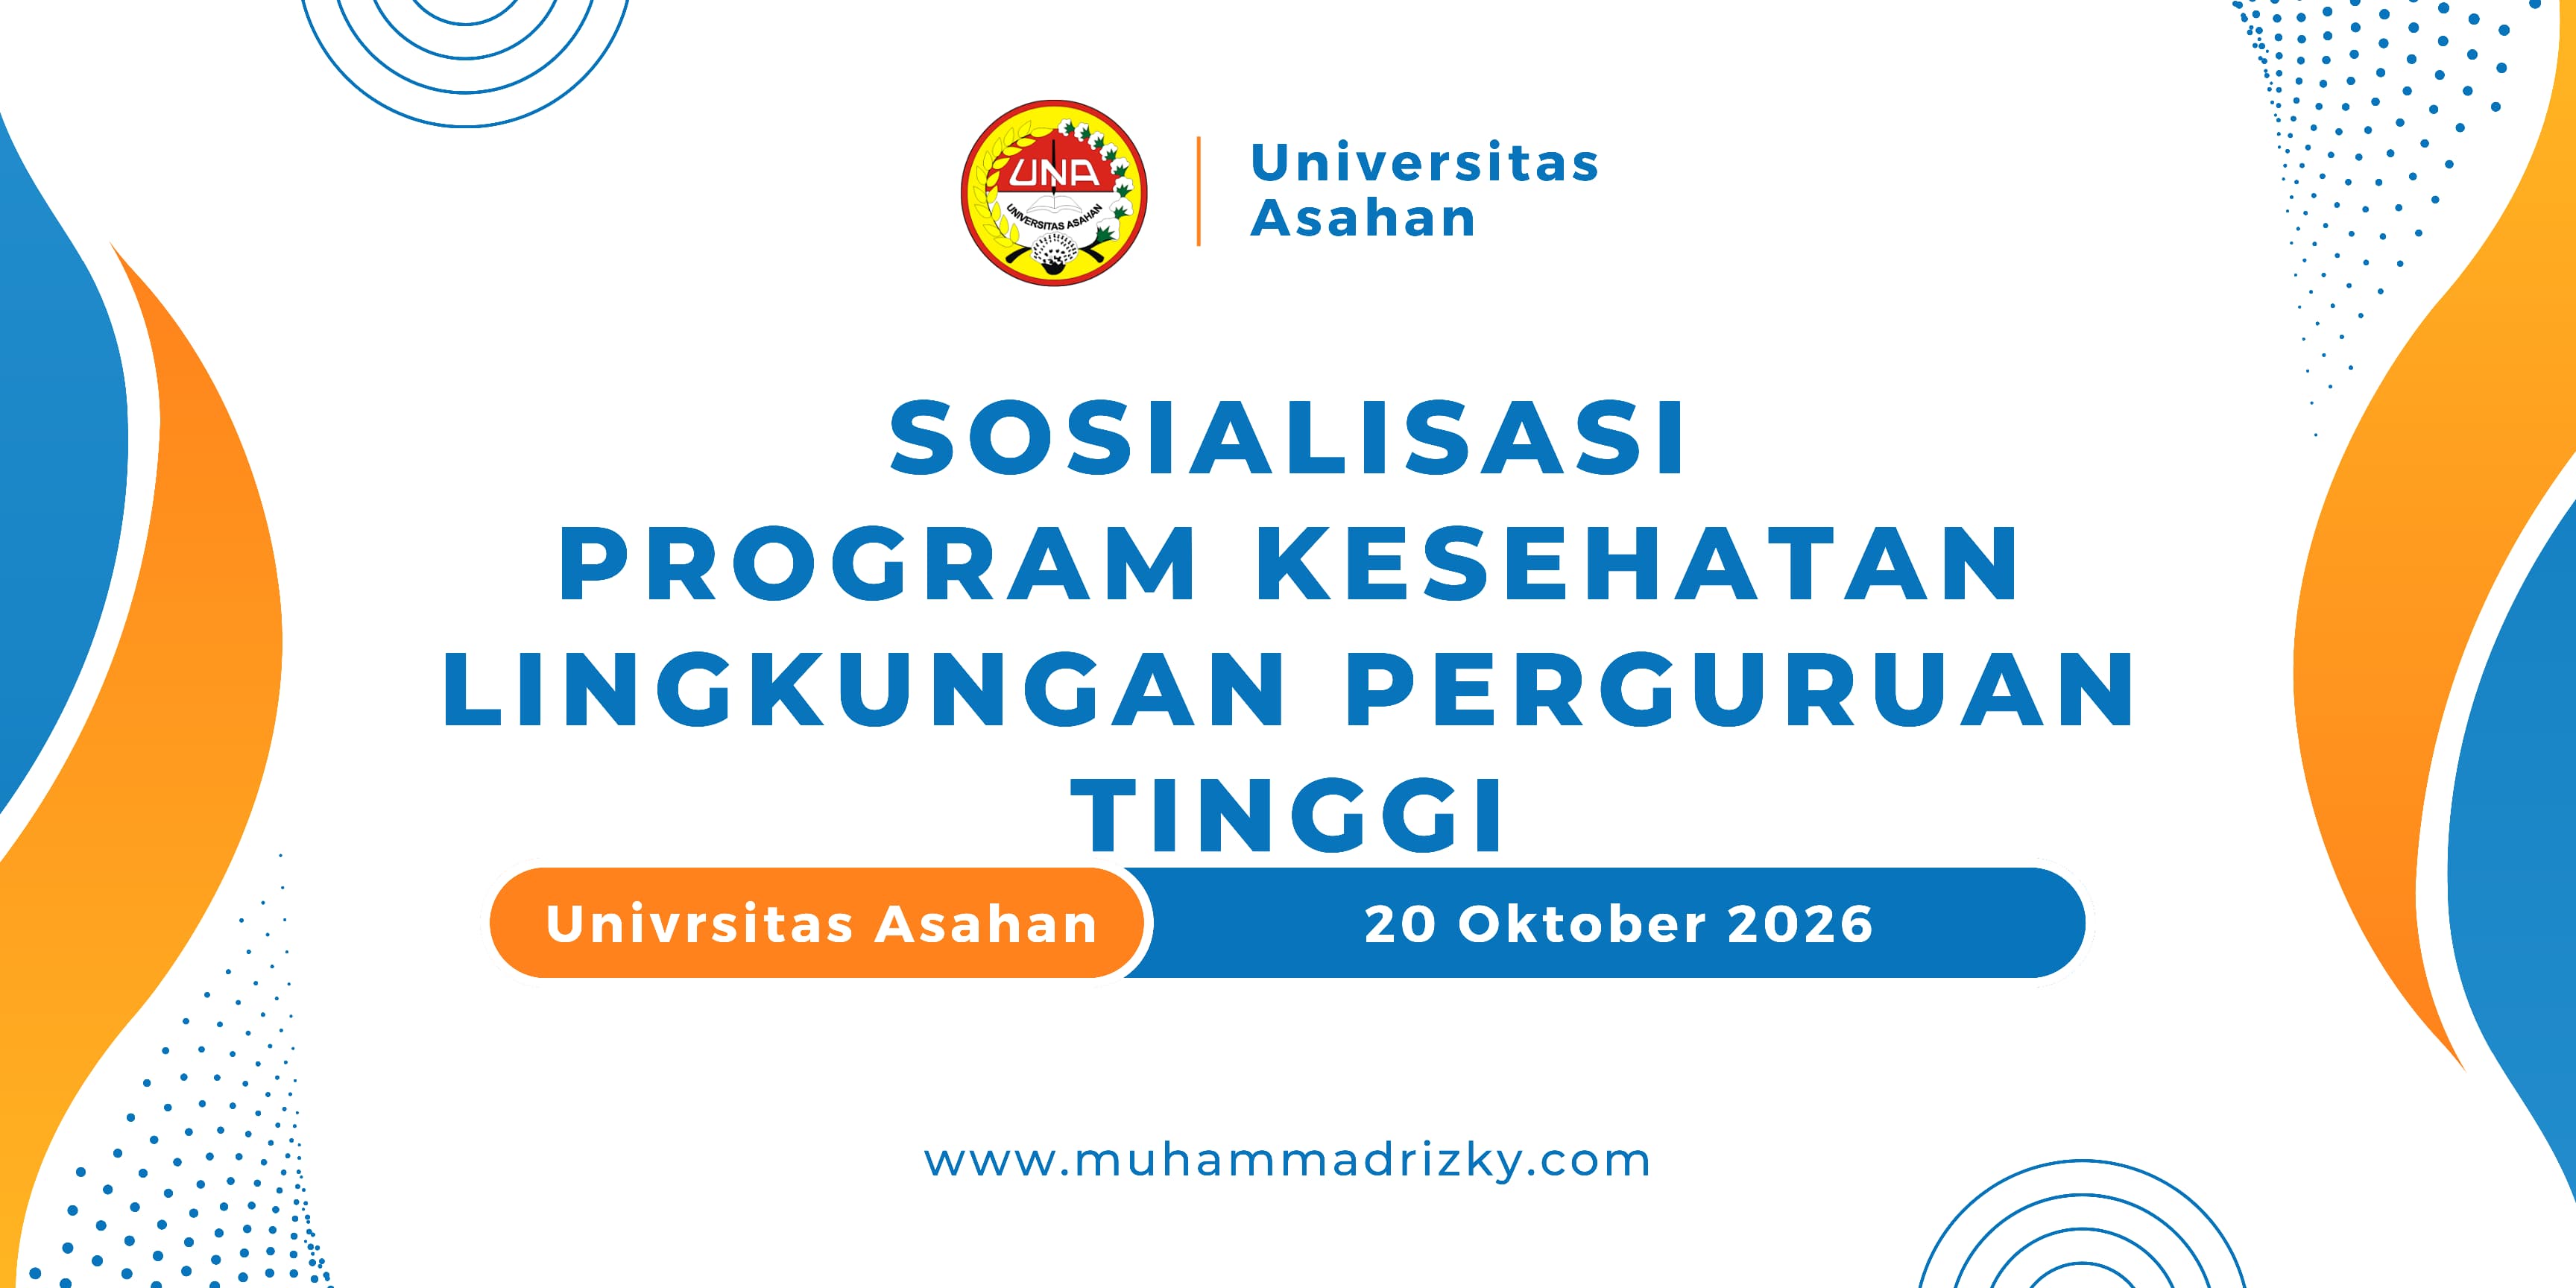 UNA
UNIVERSITAS ASAHAN
Universitas
Asahan
SOSIALISASI
PROGRAM KESEHATAN
LINGKUNGAN PERGURUAN
TINGGI
Univrsitas Asahan
20 Oktober 2026
www.muhammadrizky.com